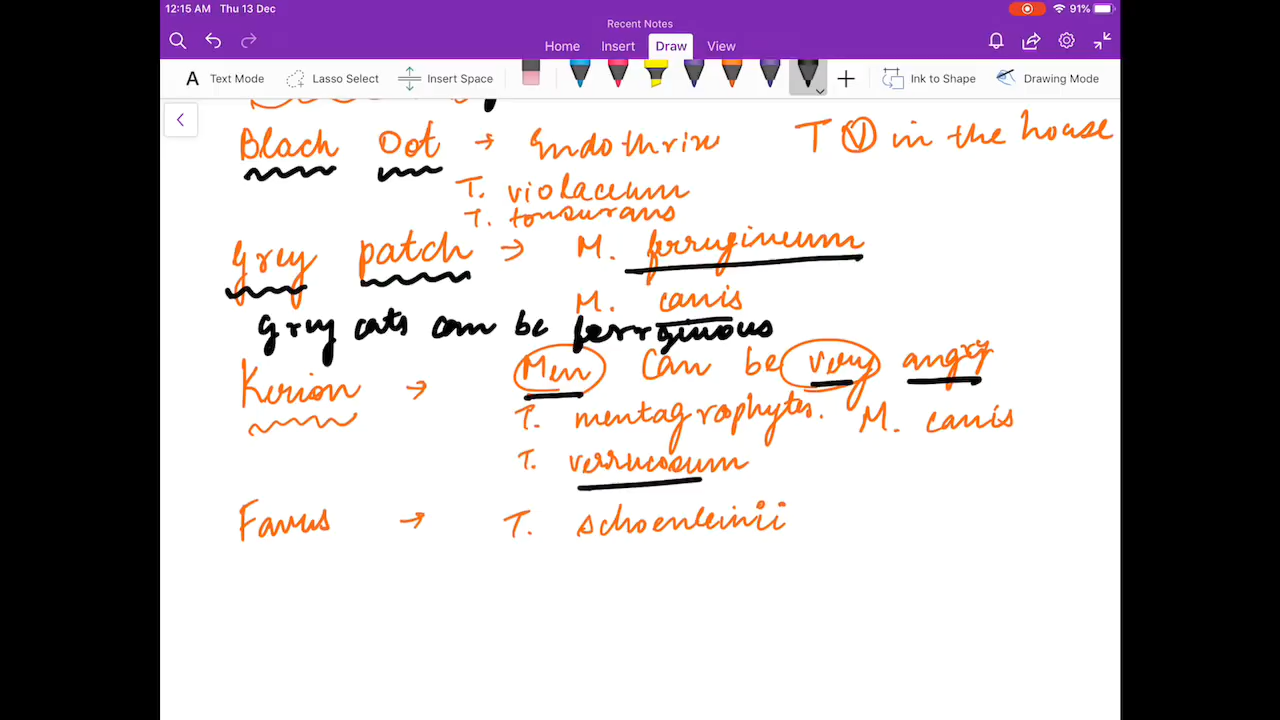 12:15 AM Thu 13 Dec
91%
Recent Notes
Home Insert Draw View
A Text Mode Lasso Select Insert Space Ink to Shape Drawing Mode
Black Dot → Endothrix T V in the house
T. violaceum
T. tonsurans
Grey patch → M. ferrugineum
M. canis
Grey cats can be ferrginous
Kerion → Men can be very angry
T. mentagrophytes. M. canis
T. verrucosum
Favus → T. schoenleinii